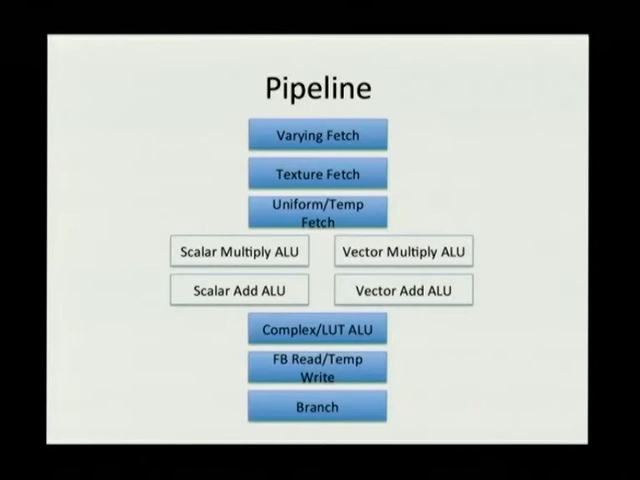 Pipeline
Varying Fetch
Texture Fetch
Uniform/Temp
Fetch
Scalar Multiply ALU
Vector Multiply ALU
Scalar Add ALU
Vector Add ALU
Complex/LUT ALU
FB Read/Temp
Write
Branch